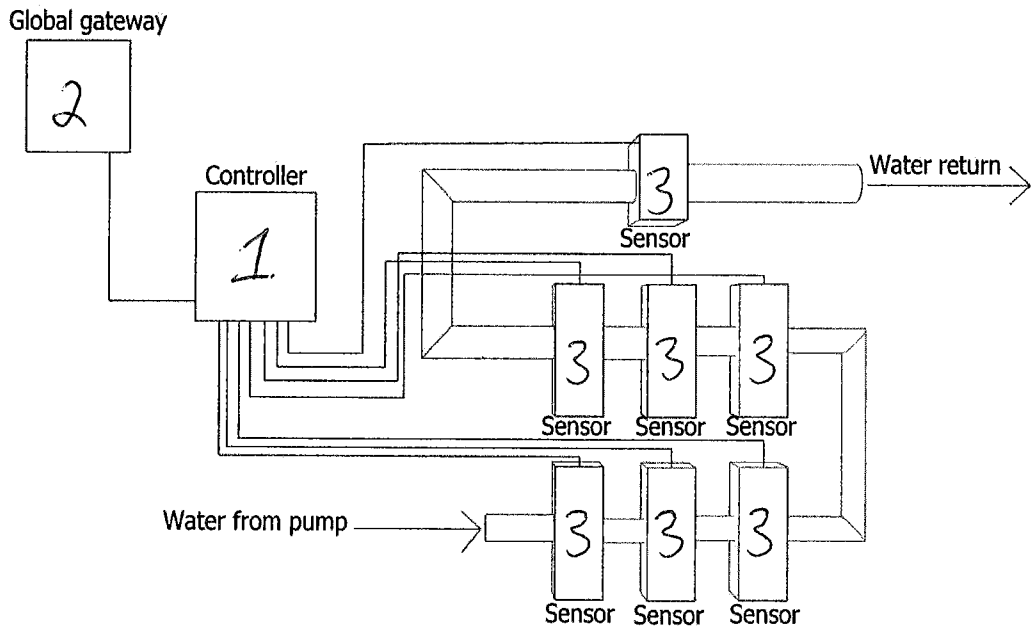 Global gateway
2
Controller
1.
3
Sensor
Water return
3
3
3
Sensor
Sensor
Sensor
Water from pump
3
3
3
Sensor
Sensor
Sensor